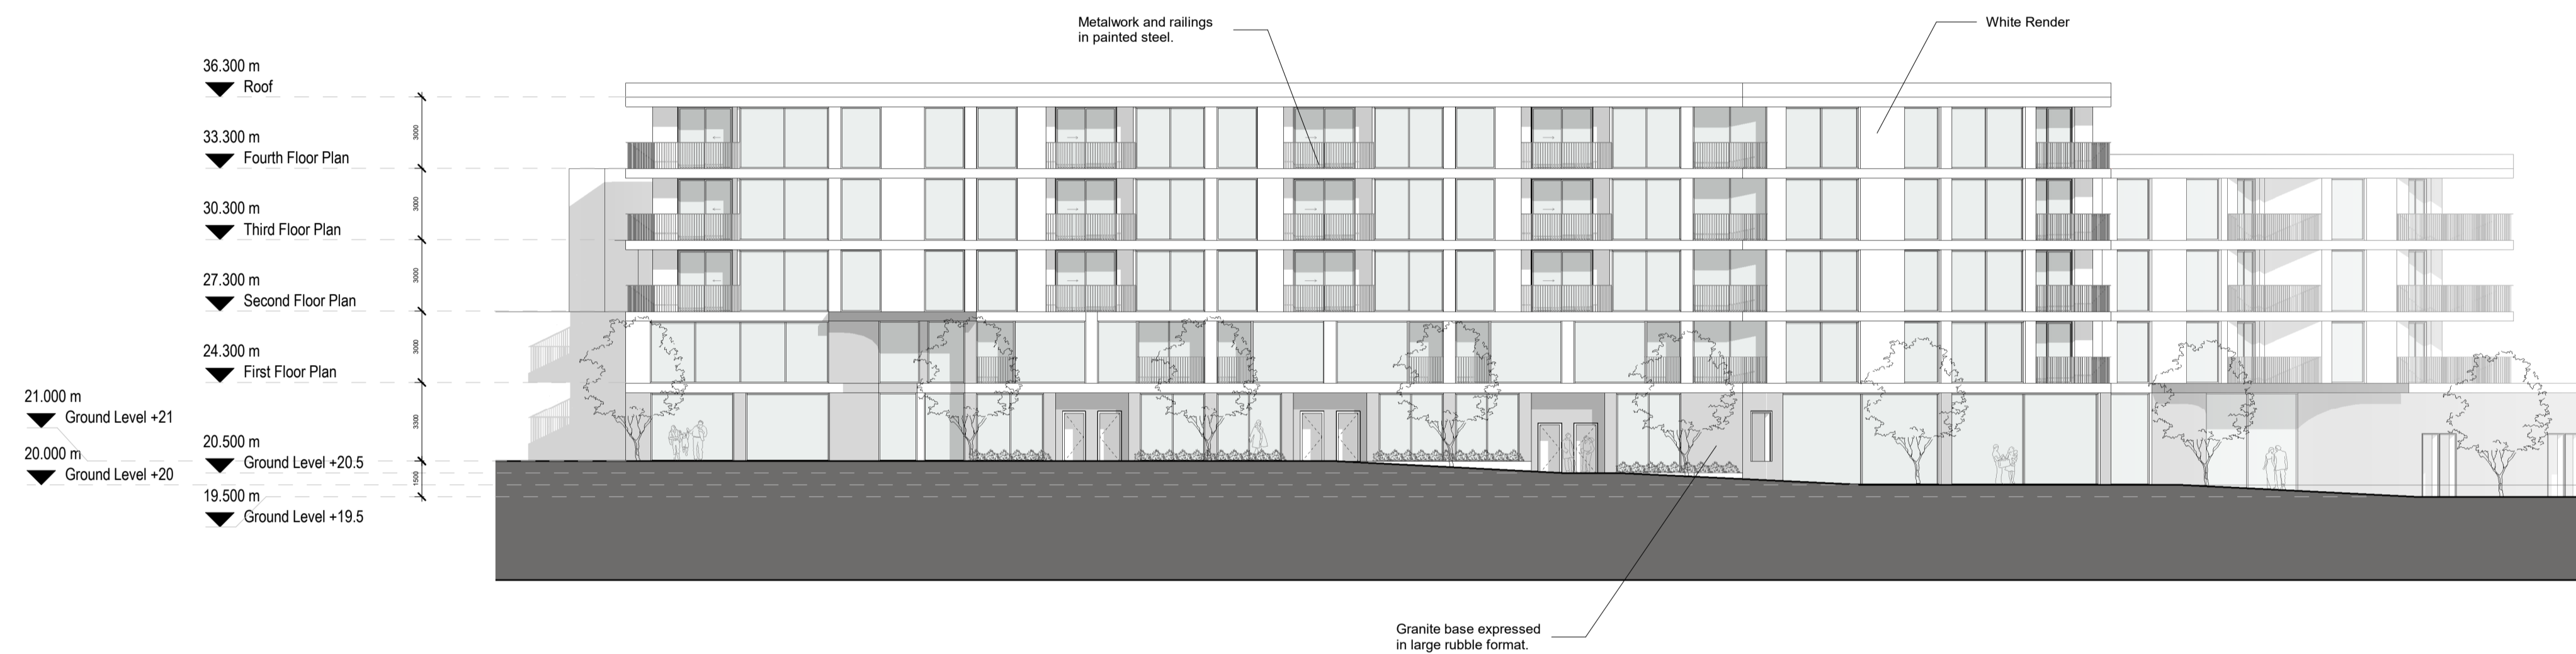 Metalwork and railings
in painted steel.
White Render
36.300 m
Roof
33.300 m
Fourth Floor Plan
30.300 m
Third Floor Plan
27.300 m
Second Floor Plan
24.300 m
First Floor Plan
21.000 m
Ground Level +21
20.500 m
Ground Level +20.5
20.000 m
Ground Level +20
19.500 m
Ground Level +19.5
3000
3000
3000
3000
3300
1500
Granite base expressed
in large rubble format.